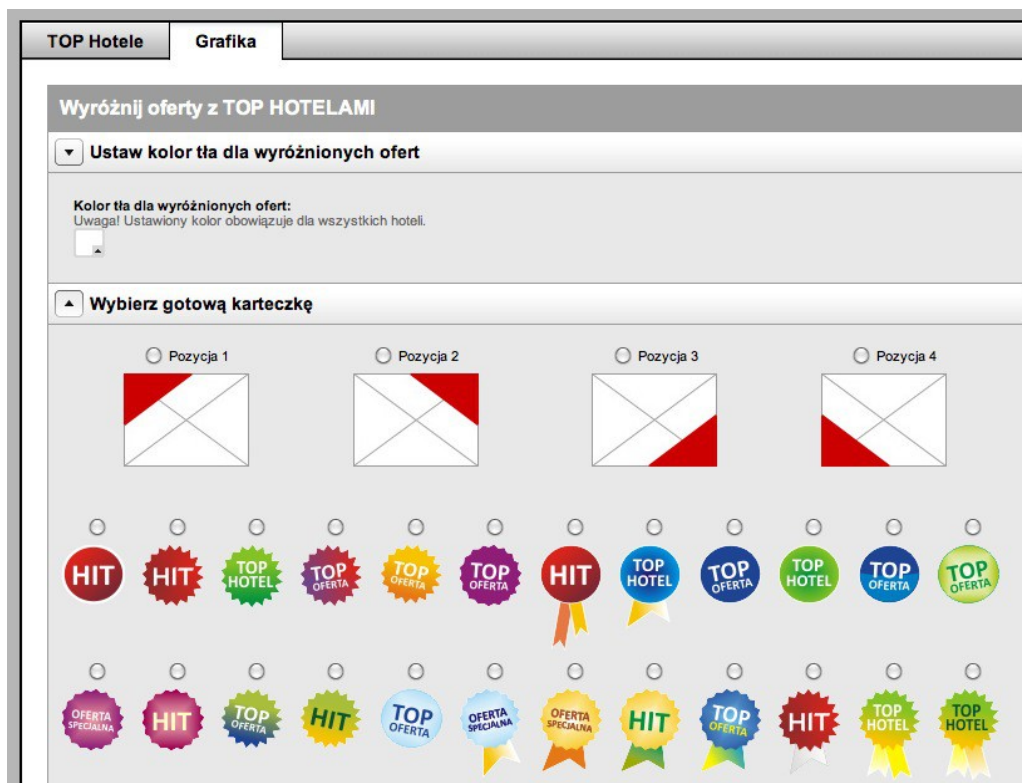 TOP Hotele
Grafika
Wyróżnij oferty z TOP HOTELAMI
Ustaw kolor tła dla wyróżnionych ofert
Kolor tła dla wyróżnionych ofert:
Uwaga! Ustawiony kolor obowiązuje dla wszystkich hoteli.
Wybierz gotową karteczkę
Pozycja 1
Pozycja 2
Pozycja 3
Pozycja 4
HIT
HIT
TOP
HOTEL
TOP
OFERTA
TOP
OFERTA
TOP
OFERTA
HIT
TOP
HOTEL
TOP
OFERTA
TOP
HOTEL
TOP
OFERTA
TOP
OFERTA
OFERTA
SPECJALNA
HIT
TOP
OFERTA
HIT
TOP
OFERTA
OFERTA
SPECJALNA
OFERTA
SPECJALNA
HIT
TOP
OFERTA
HIT
TOP
HOTEL
TOP
HOTEL